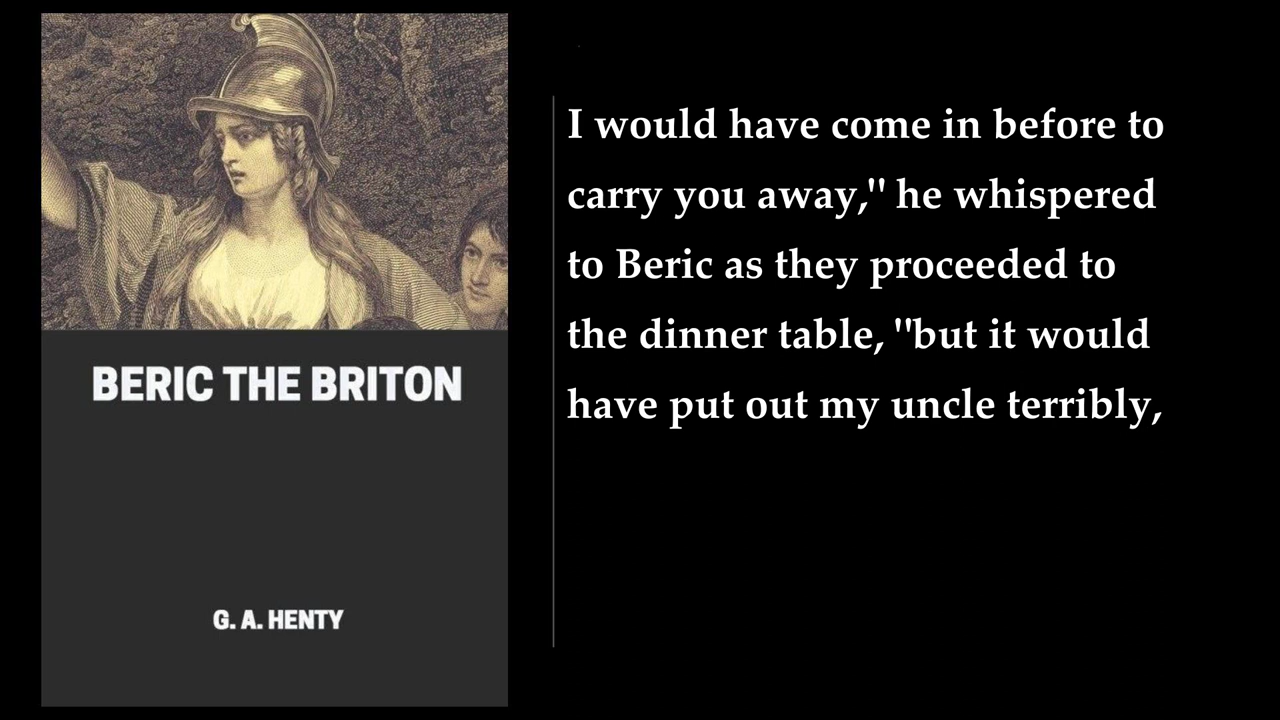 BERIC THE BRITON
G. A. HENTY
I would have come in before to
carry you away," he whispered
to Beric as they proceeded to
the dinner table, "but it would
have put out my uncle terribly,